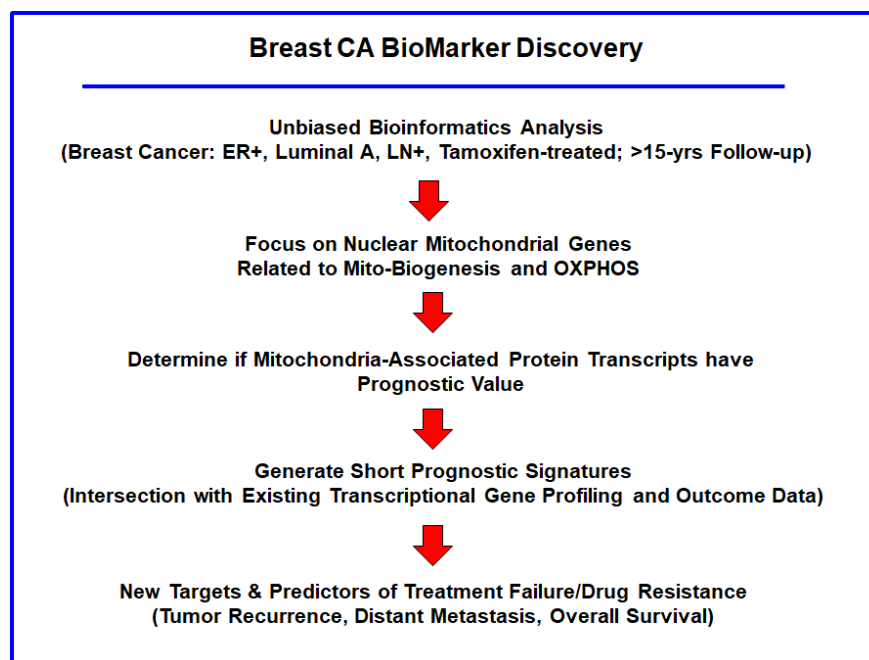 Breast CA BioMarker Discovery
Unbiased Bioinformatics Analysis
(Breast Cancer: ER+, Luminal A, LN+, Tamoxifen-treated; >15-yrs Follow-up)
Focus on Nuclear Mitochondrial Genes
Related to Mito-Biogenesis and OXPHOS
Determine if Mitochondria-Associated Protein Transcripts have
Prognostic Value
Generate Short Prognostic Signatures
(Intersection with Existing Transcriptional Gene Profiling and Outcome Data)
New Targets & Predictors of Treatment Failure/Drug Resistance
(Tumor Recurrence, Distant Metastasis, Overall Survival)